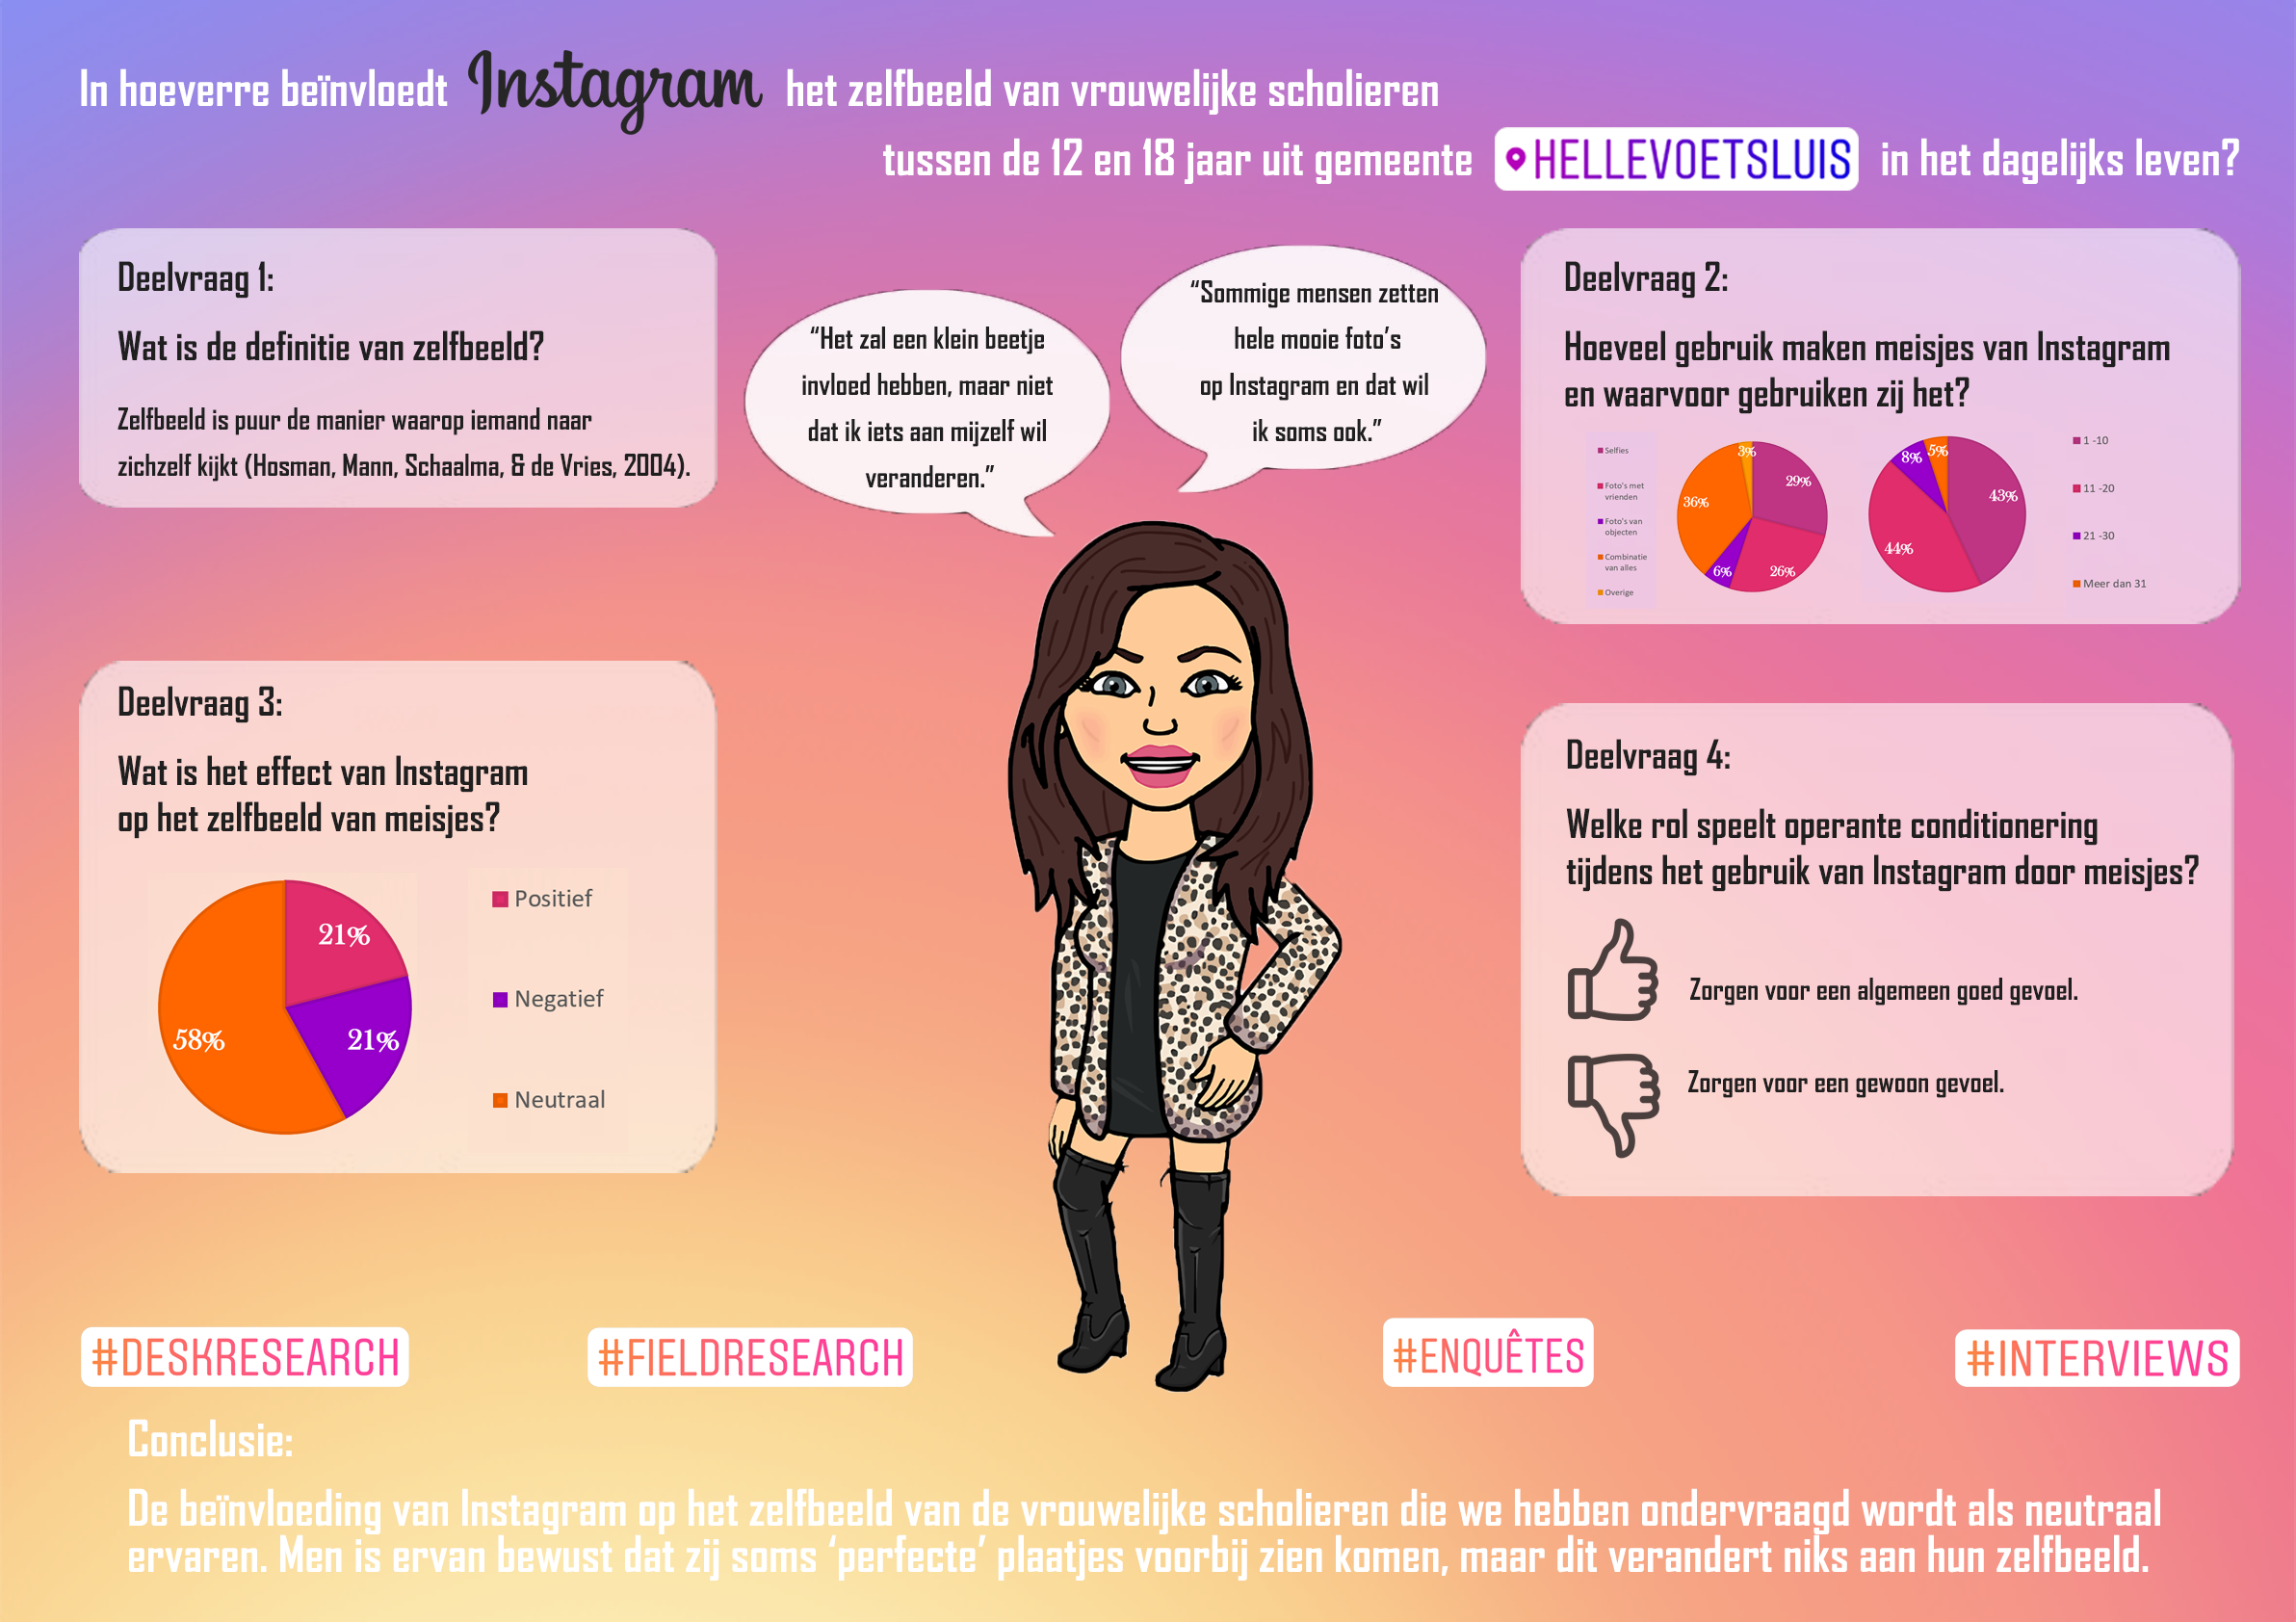 In hoeverre beïnvloedt Instagram het zelfbeeld van vrouwelijke scholieren
tussen de 12 en 18 jaar uit gemeente HELLEVOETSLUIS in het dagelijks leven?
Deelvraag 1:
Wat is de definitie van zelfbeeld?
Zelfbeeld is puur de manier waarop iemand naar
zichzelf kijkt (Hosman, Mann, Schaalma, & de Vries, 2004).
“Het zal een klein beetje
invloed hebben, maar niet
dat ik iets aan mijzelf wil
veranderen.”
“Sommige mensen zetten
hele mooie foto’s
op Instagram en dat wil
ik soms ook.”
Deelvraag 2:
Hoeveel gebruik maken meisjes van Instagram
en waarvoor gebruiken zij het?
Selfies
Foto's met
vrienden
Foto's van
objecten
Combinatie
van alles
Overige
3%
29%
36%
6%
26%
8%
5%
43%
44%
1 -10
11 -20
21 -30
Meer dan 31
Deelvraag 3:
Wat is het effect van Instagram
op het zelfbeeld van meisjes?
21%
58%
21%
Positief
Negatief
Neutraal
Deelvraag 4:
Welke rol speelt operante conditionering
tijdens het gebruik van Instagram door meisjes?
Zorgen voor een algemeen goed gevoel.
Zorgen voor een gewoon gevoel.
#DESKRESEARCH
#FIELDRESEARCH
#ENQUÊTES
#INTERVIEWS
Conclusie:
De beïnvloeding van Instagram op het zelfbeeld van de vrouwelijke scholieren die we hebben ondervraagd wordt als neutraal
ervaren. Men is ervan bewust dat zij soms ‘perfecte’ plaatjes voorbij zien komen, maar dit verandert niks aan hun zelfbeeld.